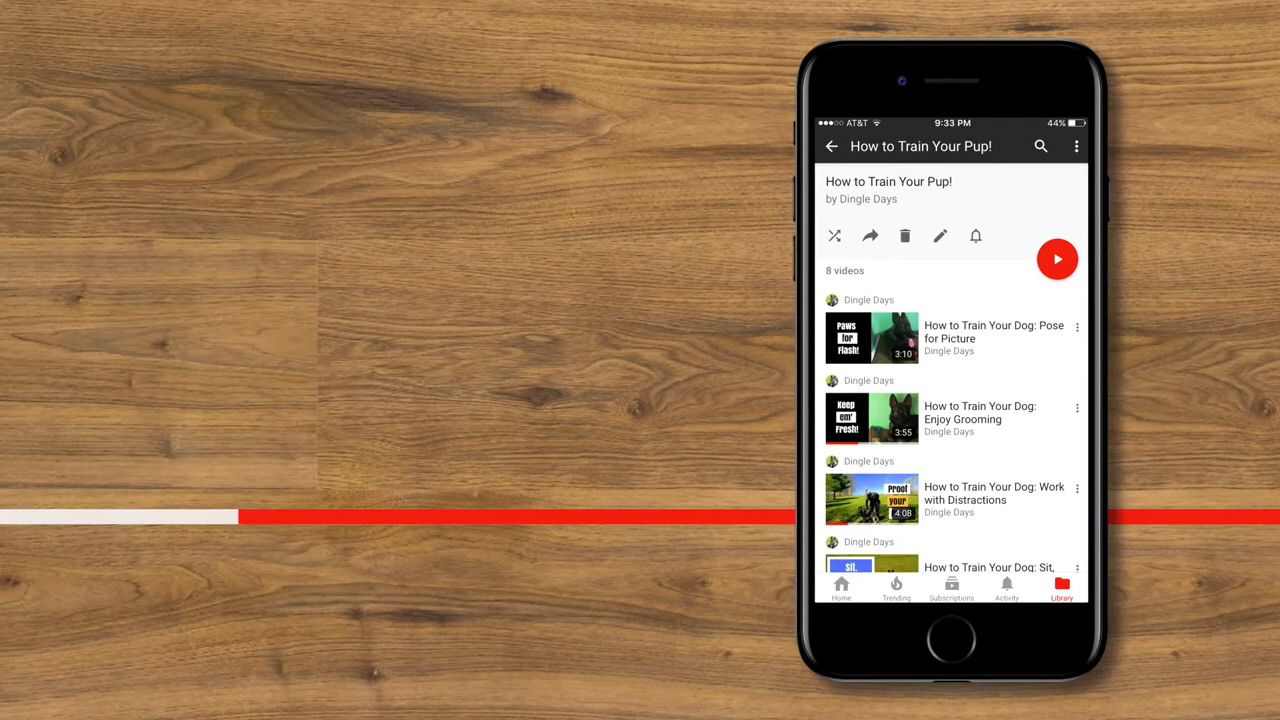 AT&T 9:33 PM 44%
How to Train Your Pup!
How to Train Your Pup!
by Dingle Days
8 videos
Dingle Days
Paws
for
Flash!
3:10
How to Train Your Dog: Pose
for Picture
Dingle Days
Dingle Days
Keep
em'
Fresh!
3:55
How to Train Your Dog:
Enjoy Grooming
Dingle Days
Dingle Days
Proof
your
4:08
How to Train Your Dog: Work
with Distractions
Dingle Days
Dingle Days
Sit,
How to Train Your Dog: Sit,
Home Trending Subscriptions Activity Library